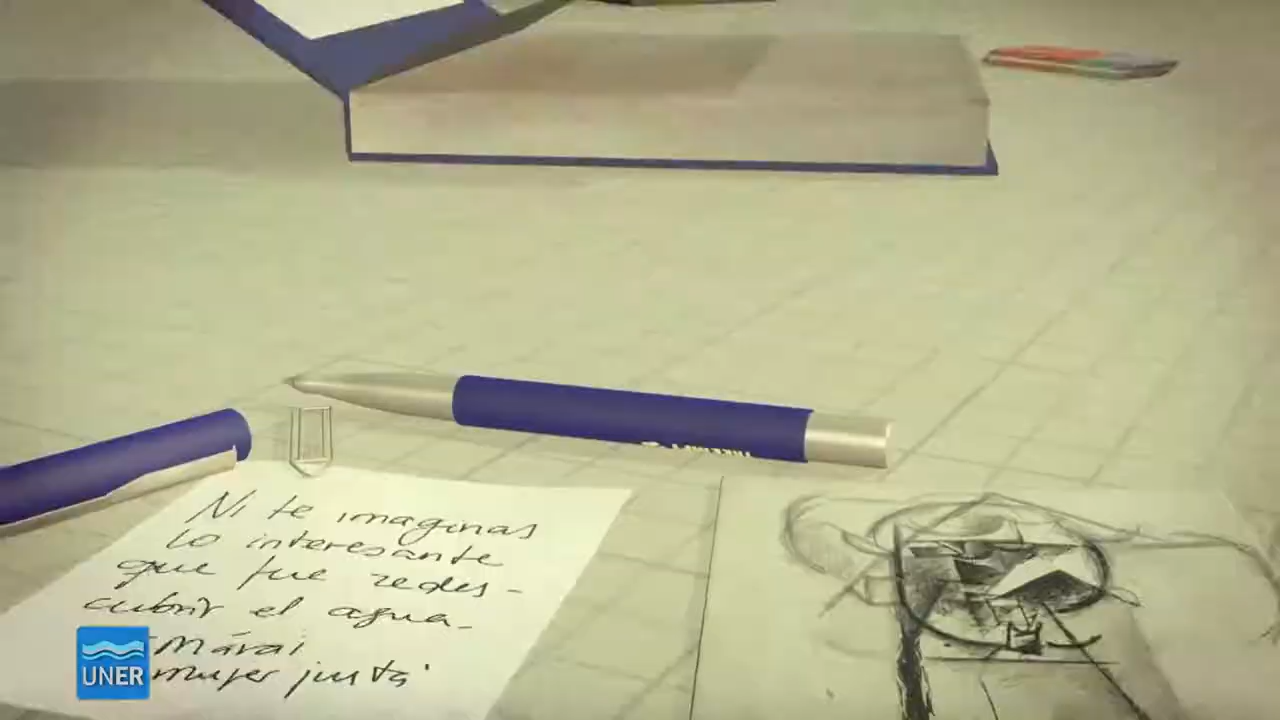 Ni te imaginas
lo interesante
que fue redes-
cubrir el agua.
Márai
mujer justa
UNER